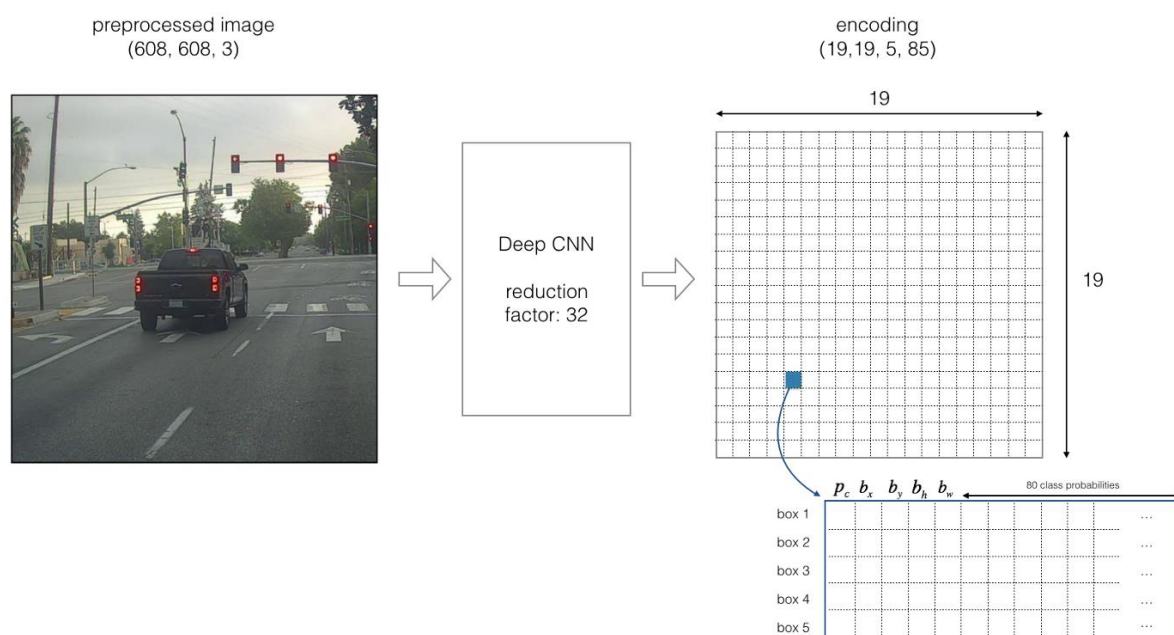 preprocessed image
(608, 608, 3)
encoding
(19,19, 5, 85)
19
19
Deep CNN
reduction
factor: 32
p_c b_x b_y b_h b_w
80 class probabilities
box 1 ...
box 2 ...
box 3 ...
box 4 ...
box 5 ...